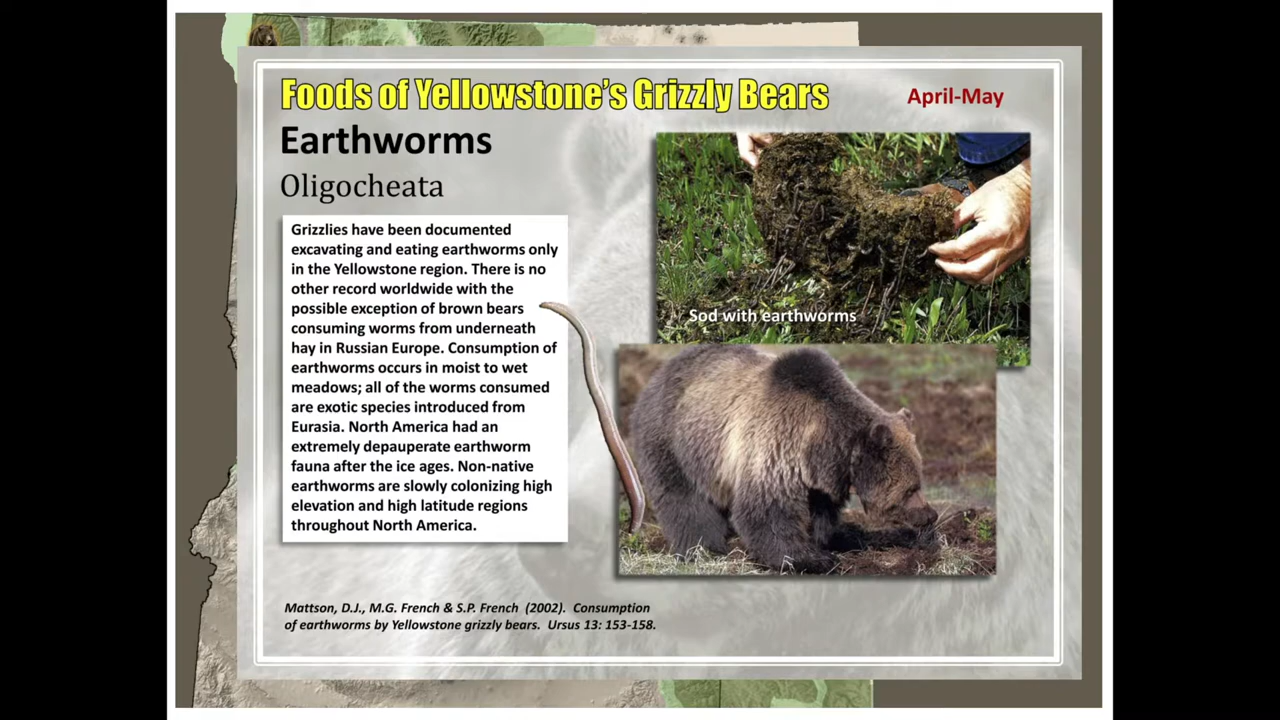 Foods of Yellowstone's Grizzly Bears
April-May
Earthworms
Oligocheata
Grizzlies have been documented
excavating and eating earthworms only
in the Yellowstone region. There is no
other record worldwide with the
possible exception of brown bears
consuming worms from underneath
hay in Russian Europe. Consumption of
earthworms occurs in moist to wet
meadows; all of the worms consumed
are exotic species introduced from
Eurasia. North America had an
extremely depauperate earthworm
fauna after the ice ages. Non-native
earthworms are slowly colonizing high
elevation and high latitude regions
throughout North America.
Sod with earthworms
Mattson, D.J., M.G. French & S.P. French (2002). Consumption
of earthworms by Yellowstone grizzly bears. Ursus 13: 153-158.